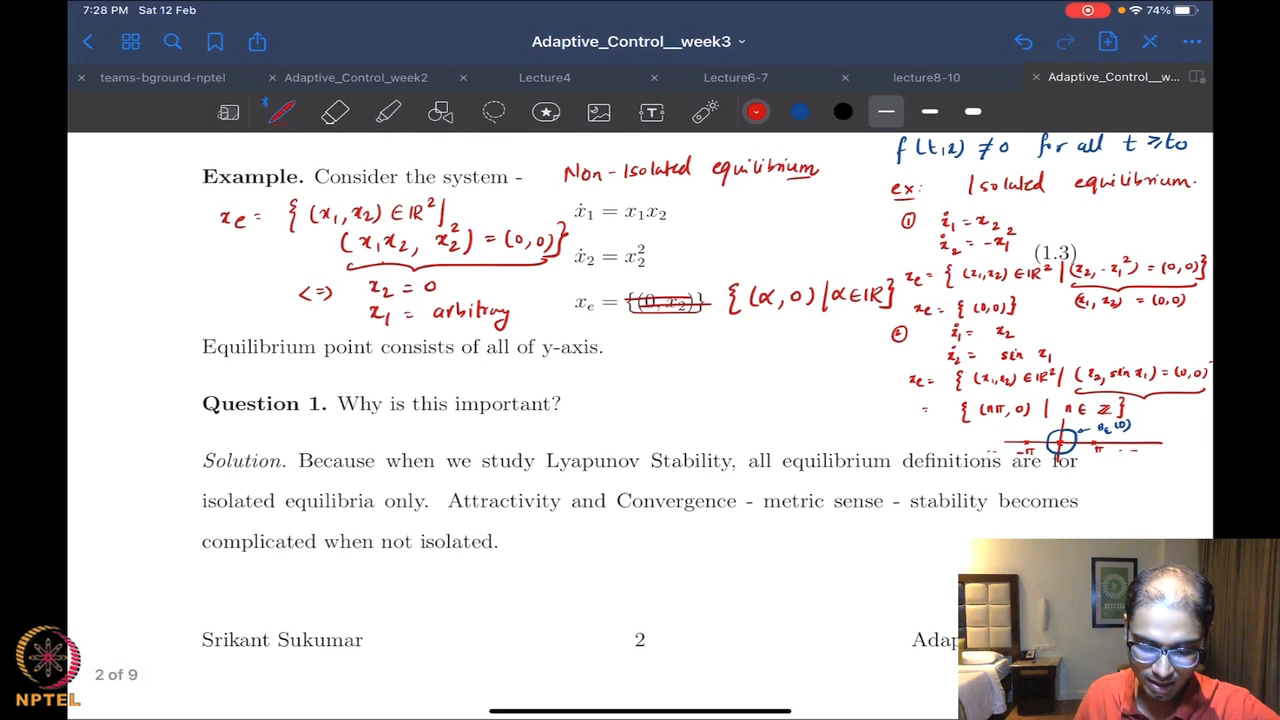 7:28 PM Sat 12 Feb
74%
Adaptive_Control__week3
teams-bground-nptel
Adaptive_Control_week2
Lecture4
Lecture6-7
lecture8-10
Adaptive_Control__w...
f(t,x) ≠ 0 for all t ≥ t0
Example. Consider the system - Non-Isolated equilibrium
ex: Isolated equilibrium.
xe = { (x1, x2) ∈ ℝ² |
(x1x2, x2²) = (0,0)}
<=> x2 = 0
x1 = arbitrary
ẋ1 = x1x2
ẋ2 = x2²
(1.3)
xe = {(0, x2)} {(α, 0) | α ∈ ℝ}
① ẋ1 = x2
ẋ2 = -x1²
xe = { (x1,x2) ∈ ℝ² | (x2, -x1²) = (0,0)}
(x1, x2) = (0,0)
xe = {(0,0)}
② ẋ1 = x2
ẋ2 = sin x1
xe = { (x1,x2) ∈ ℝ² | (x2, sin x1) = (0,0)
= { (nπ, 0) | n ∈ ℤ}
Bε(0)
-π π
Equilibrium point consists of all of y-axis.
Question 1. Why is this important?
Solution. Because when we study Lyapunov Stability, all equilibrium definitions are for
isolated equilibria only. Attractivity and Convergence - metric sense - stability becomes
complicated when not isolated.
Srikant Sukumar 2 Adap
2 of 9
NPTEL